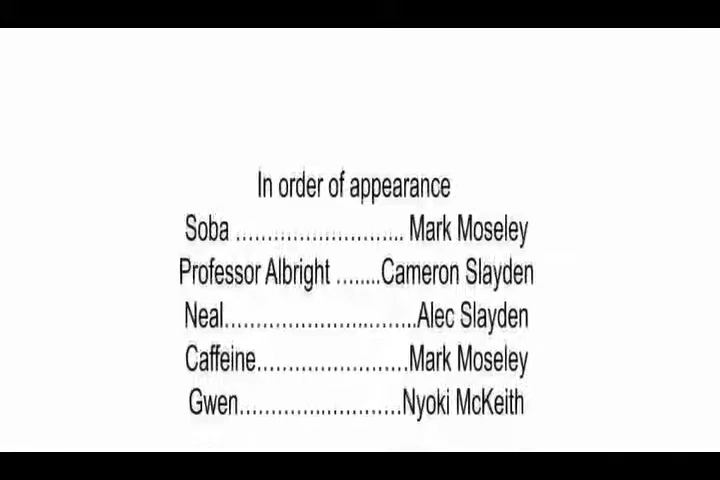 In order of appearance
Soba ............................ Mark Moseley
Professor Albright ........Cameron Slayden
Neal................................Alec Slayden
Caffeine.........................Mark Moseley
Gwen...........................Nyoki McKeith